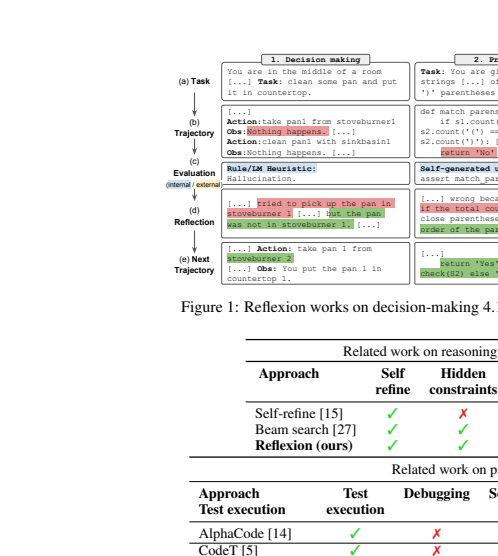 1. Decision making
You are in the middle of a room
[...] Task: clean some pan and put
it in countertop.
(a) Task
[...]
Action:take pan1 from stoveburner1
Obs:Nothing happens. [...]
Action:clean pan1 with sinkbasin1
Obs:Nothing happens. [...]
(b)
Trajectory
Rule/LM Heuristic:
Hallucination.
(c)
Evaluation
(internal / external)
[...] tried to pick up the pan in
stoveburner 1 [...] but the pan
was not in stoveburner 1. [...]
(d)
Reflection
[...] Action: take pan 1 from
stoveburner 2
[...] Obs: You put the pan 1 in
countertop 1.
(e) Next
Trajectory
2. Pr
Task: You are gi
strings [...] of
')' parentheses
def match_parens
if s1.count(
s2.count('(') ==
s2.count(')'): [
return 'No'
Self-generated u
assert match_par
[...] wrong beca
if the total cou
close parenthese
order of the par
[...]
return 'Yes'
check(S2) else '
Figure 1: Reflexion works on decision-making 4.1
Related work on reasoning
Approach Self refine Hidden constraints
Self-refine [15] ✓ ✗
Beam search [27] ✓ ✓
Reflexion (ours) ✓ ✓
Related work on p
Approach Test Debugging Se
Test execution execution
AlphaCode [14] ✓ ✗
CodeT [5] ✓ ✗